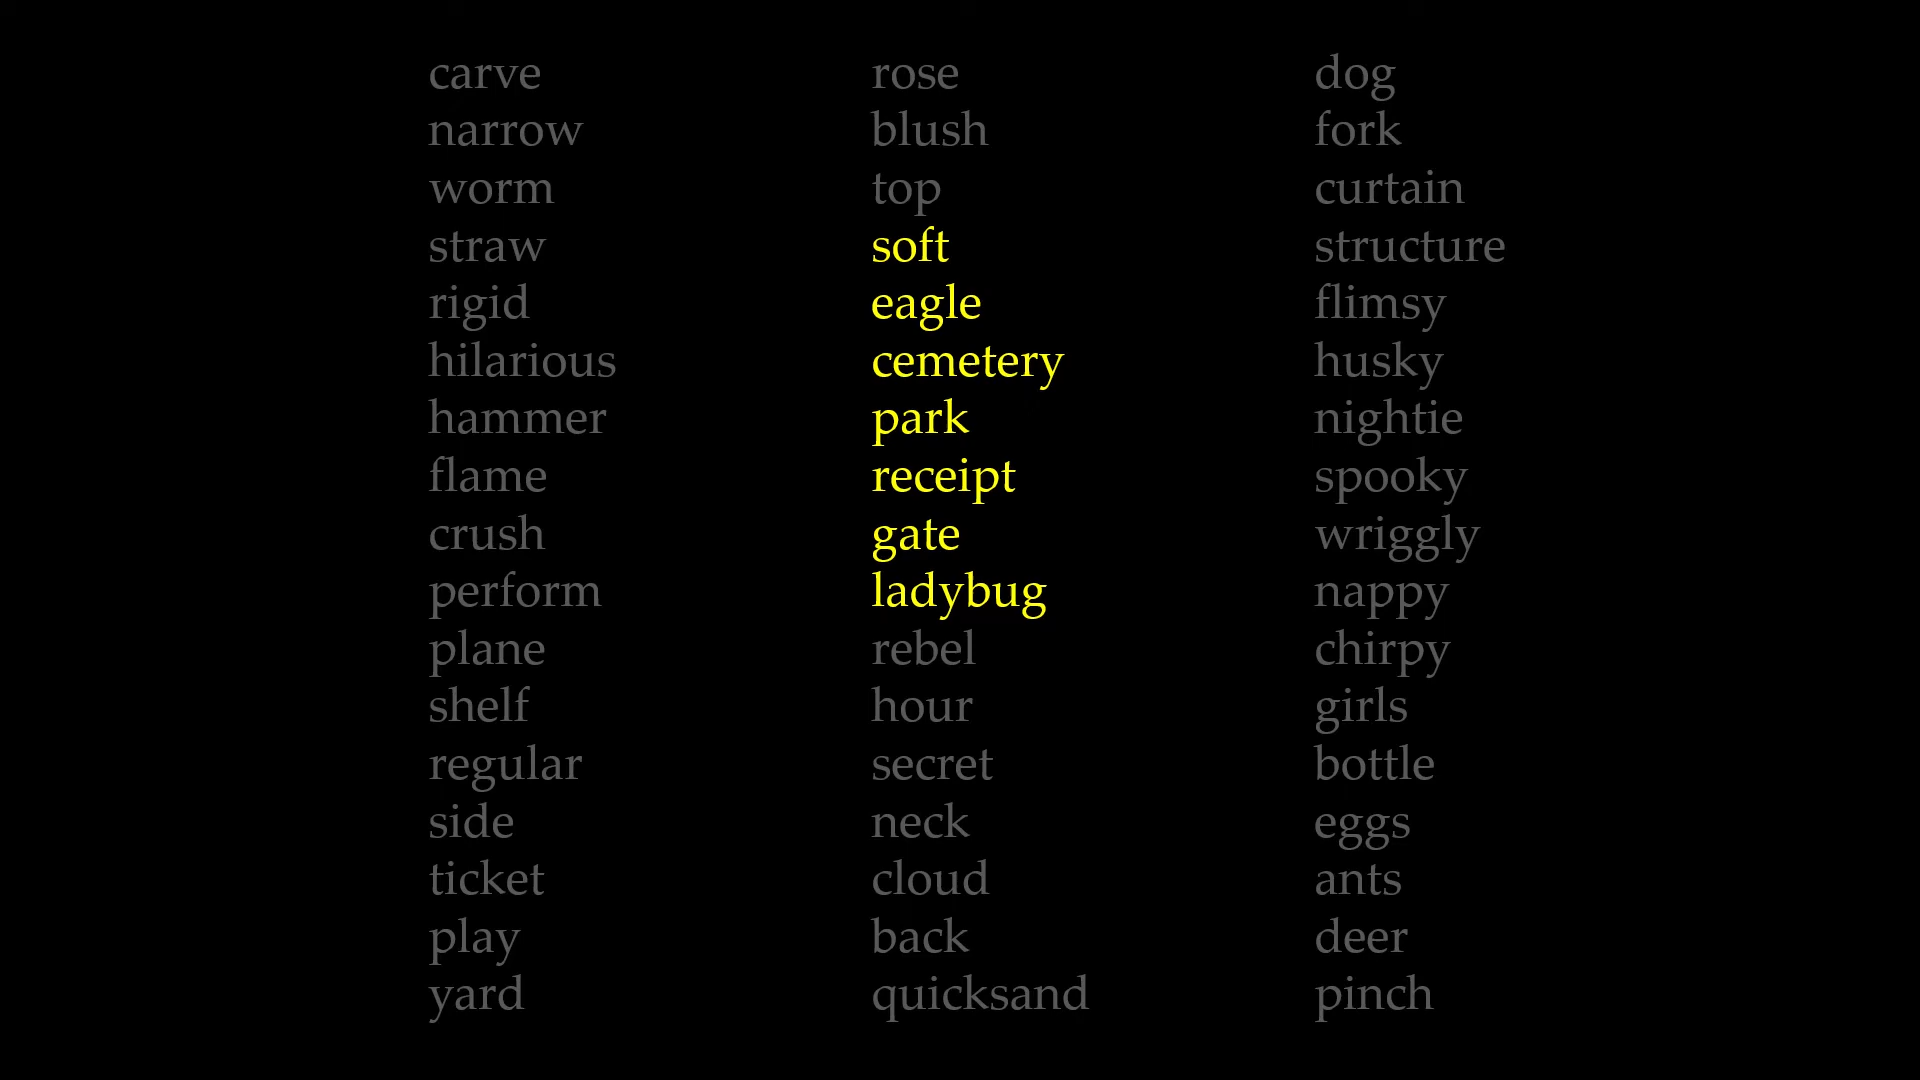 carve
narrow
worm
straw
rigid
hilarious
hammer
flame
crush
perform
plane
shelf
regular
side
ticket
play
yard
rose
blush
top
soft
eagle
cemetery
park
receipt
gate
ladybug
rebel
hour
secret
neck
cloud
back
quicksand
dog
fork
curtain
structure
flimsy
husky
nightie
spooky
wriggly
nappy
chirpy
girls
bottle
eggs
ants
deer
pinch